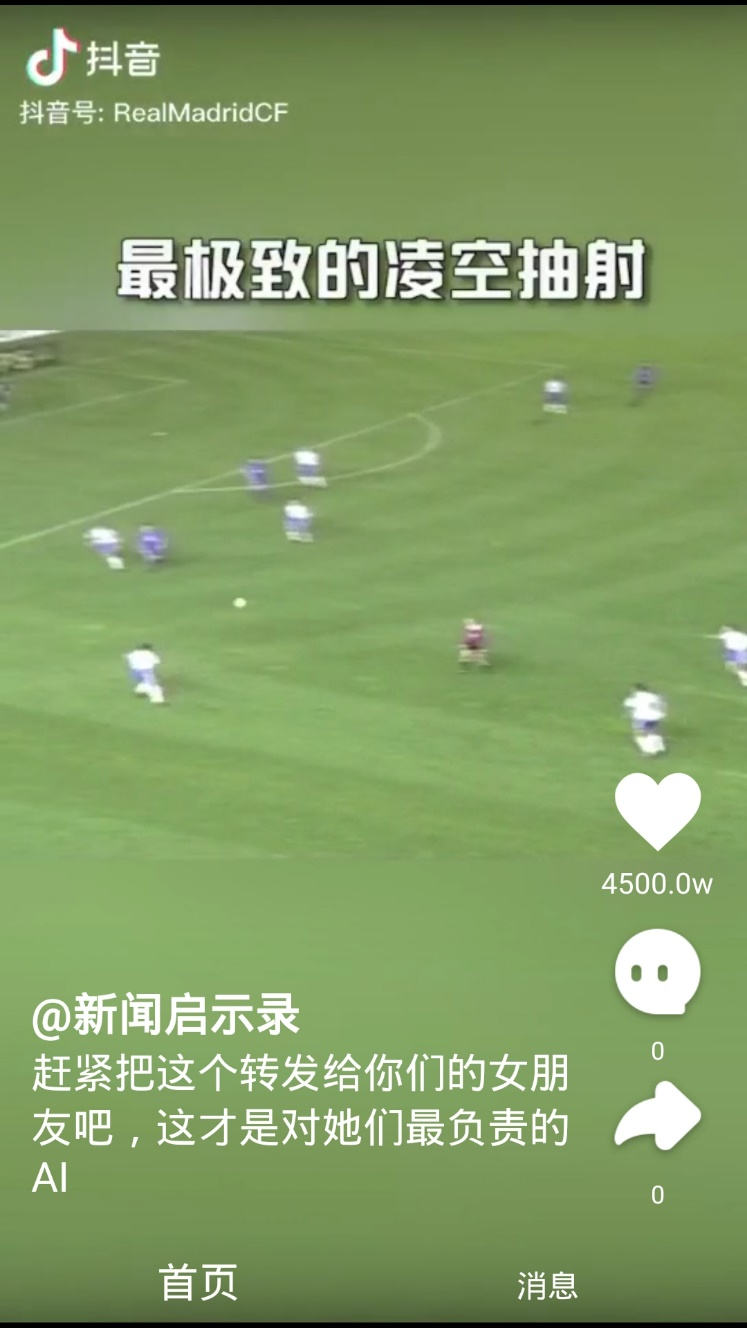 抖音
抖音号: RealMadridCF
最极致的凌空抽射
4500.0w
0
0
@新闻启示录
赶紧把这个转发给你们的女朋
友吧，这才是对她们最负责的
AI
首页
消息